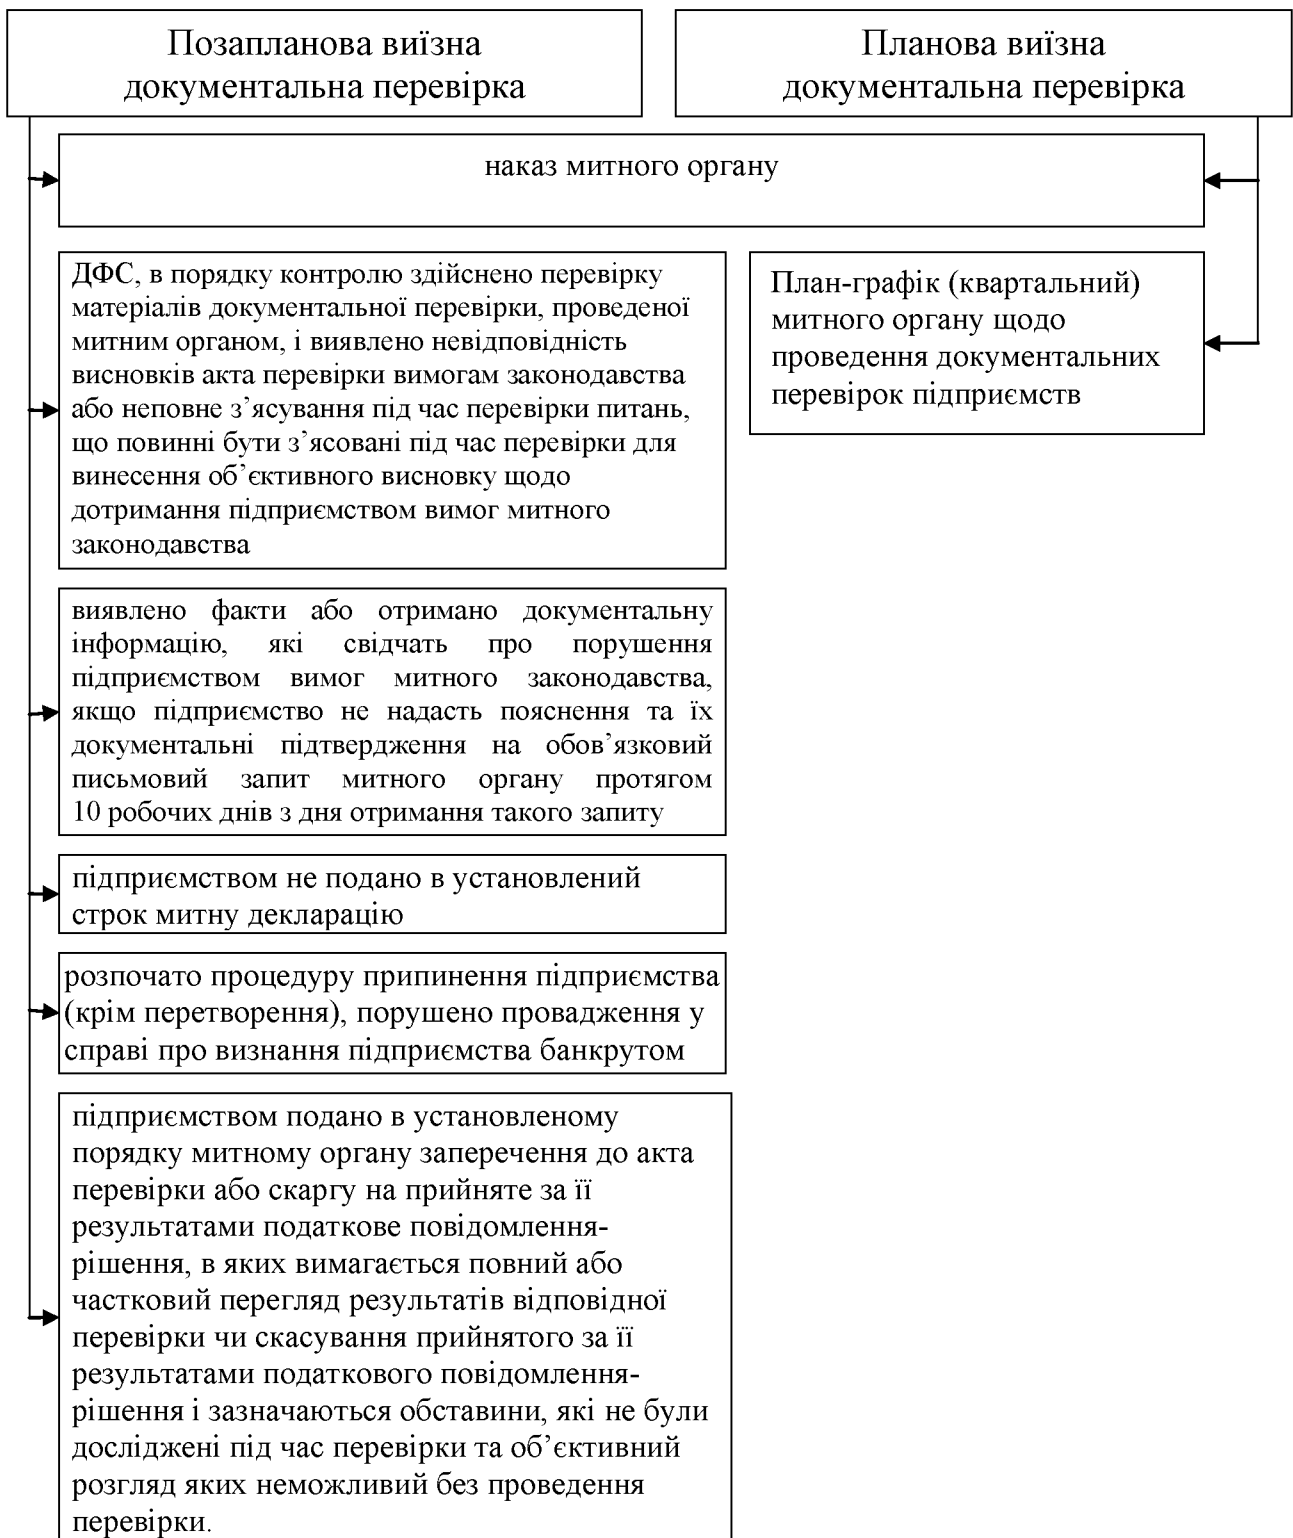 Позапланова виїзна
документальна перевірка
Планова виїзна
документальна перевірка
наказ митного органу
ДФС, в порядку контролю здійснено перевірку
матеріалів документальної перевірки, проведеної
митним органом, і виявлено невідповідність
висновків акта перевірки вимогам законодавства
або неповне з’ясування під час перевірки питань,
що повинні бути з’ясовані під час перевірки для
винесення об’єктивного висновку щодо
дотримання підприємством вимог митного
законодавства
План-графік (квартальний)
митного органу щодо
проведення документальних
перевірок підприємств
виявлено факти або отримано документальну
інформацію, які свідчать про порушення
підприємством вимог митного законодавства,
якщо підприємство не надасть пояснення та їх
документальні підтвердження на обов’язковий
письмовий запит митного органу протягом
10 робочих днів з дня отримання такого запиту
підприємством не подано в установлений
строк митну декларацію
розпочато процедуру припинення підприємства
(крім перетворення), порушено провадження у
справі про визнання підприємства банкрутом
підприємством подано в установленому
порядку митному органу заперечення до акта
перевірки або скаргу на прийняте за її
результатами податкове повідомлення-
рішення, в яких вимагається повний або
частковий перегляд результатів відповідної
перевірки чи скасування прийнятого за її
результатами податкового повідомлення-
рішення і зазначаються обставини, які не були
досліджені під час перевірки та об’єктивний
розгляд яких неможливий без проведення
перевірки.